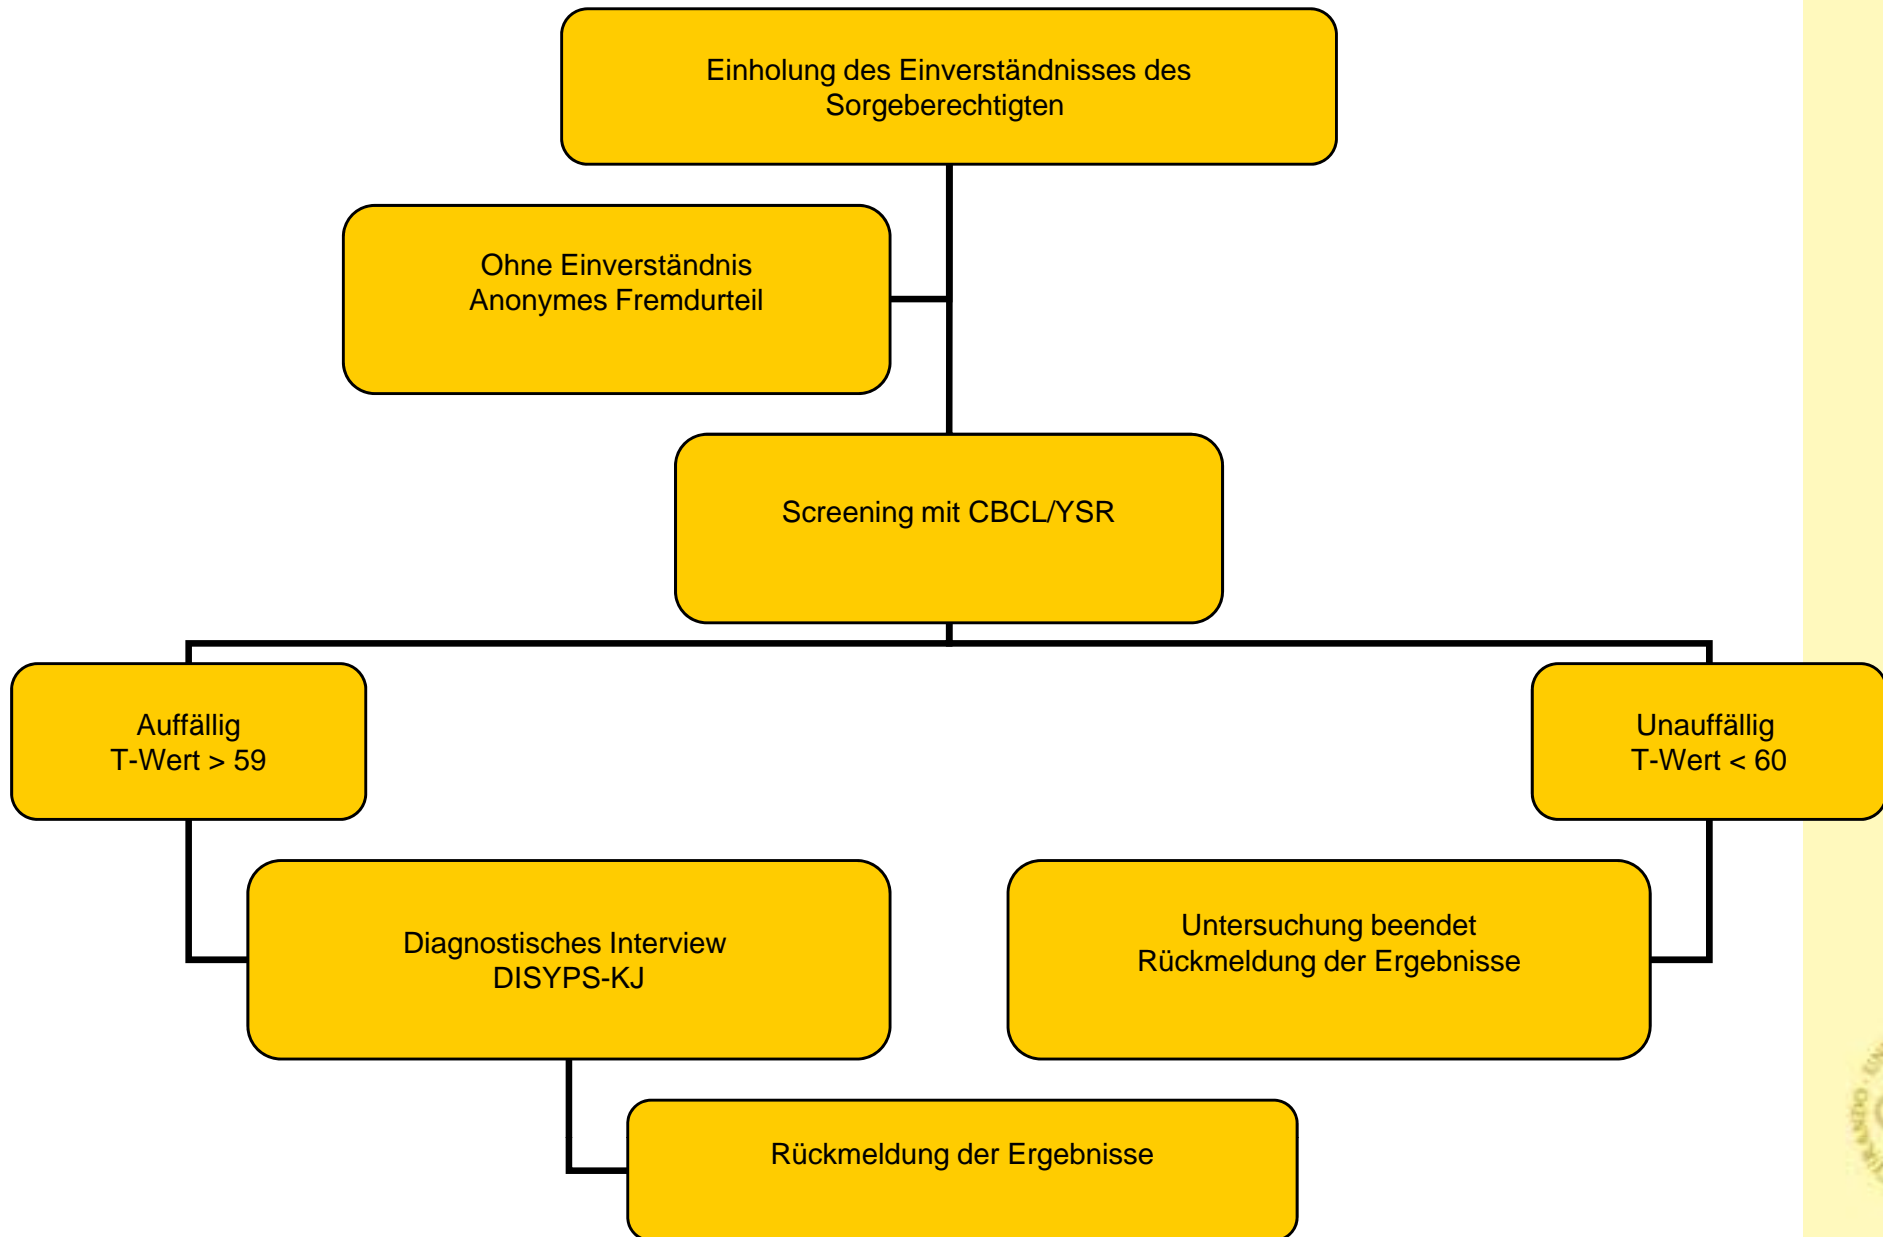 Einholung des Einverständnisses des
Sorgeberechtigten
Ohne Einverständnis
Anonymes Fremdurteil
Screening mit CBCL/YSR
Auffällig
T-Wert > 59
Unauffällig
T-Wert < 60
Diagnostisches Interview
DISYPS-KJ
Untersuchung beendet
Rückmeldung der Ergebnisse
Rückmeldung der Ergebnisse